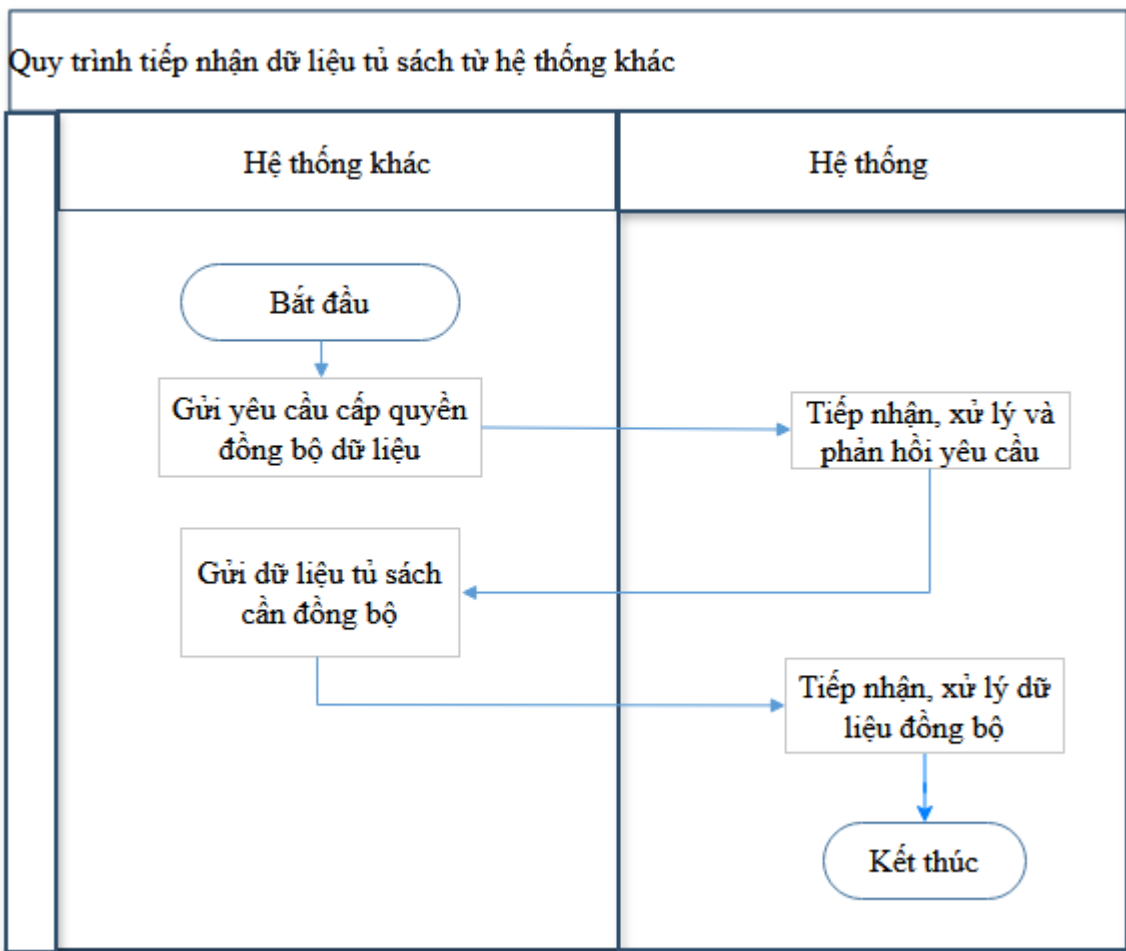 Quy trình tiếp nhận dữ liệu tủ sách từ hệ thống khác
Hệ thống khác
Hệ thống
Bắt đầu
Gửi yêu cầu cấp quyền
đồng bộ dữ liệu
Tiếp nhận, xử lý và
phản hồi yêu cầu
Gửi dữ liệu tủ sách
cần đồng bộ
Tiếp nhận, xử lý dữ
liệu đồng bộ
Kết thúc